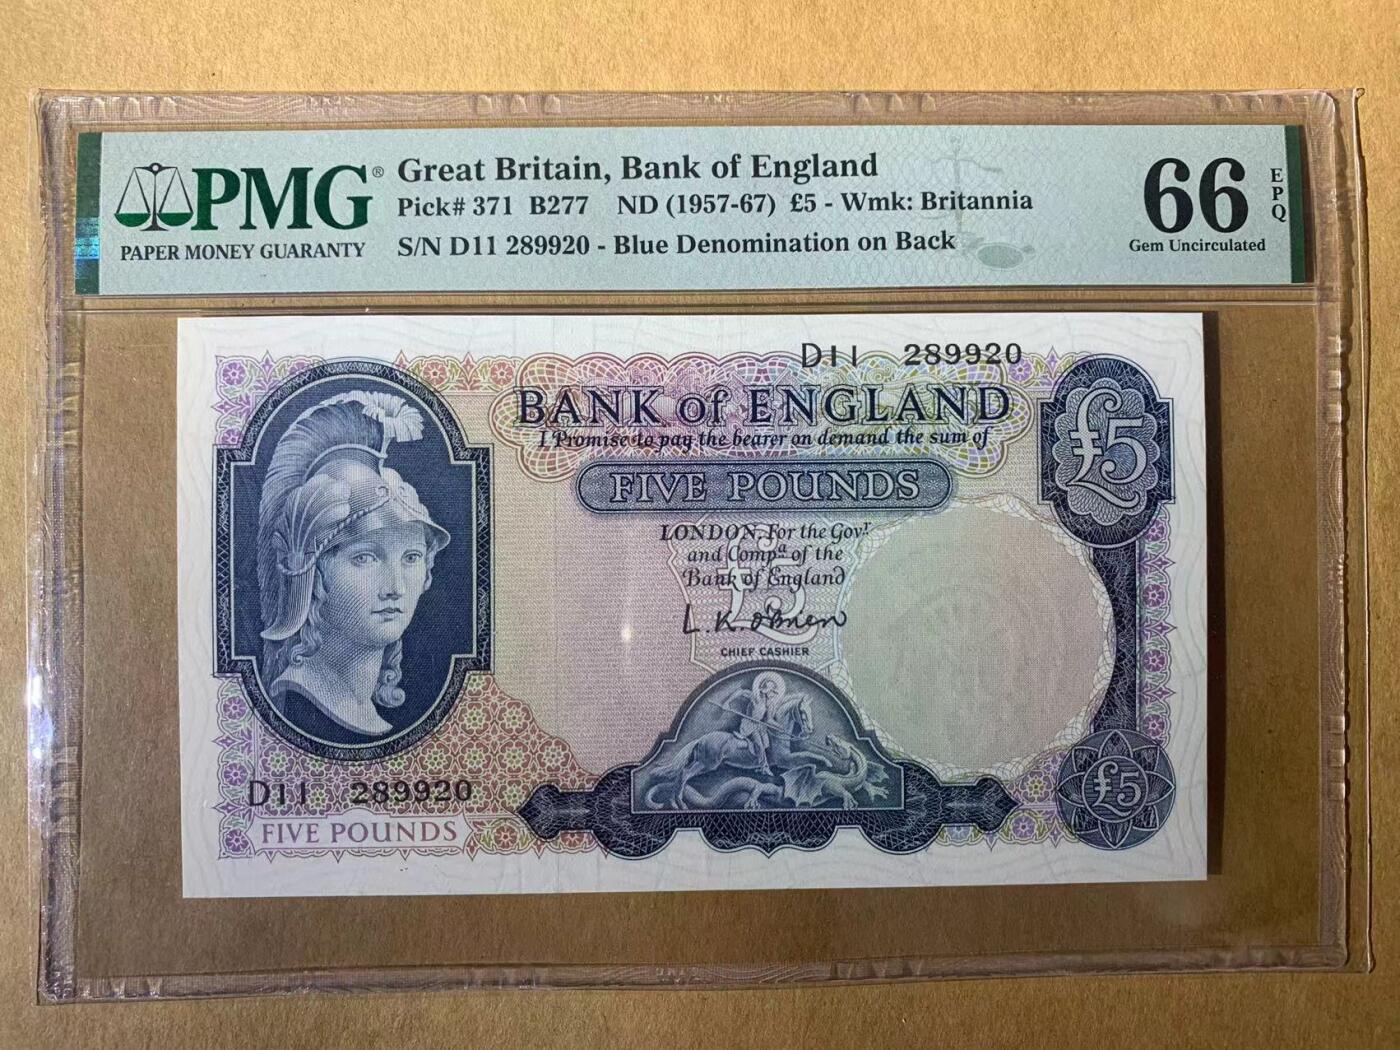 PMG®
PAPER MONEY GUARANTY
Great Britain, Bank of England
Pick# 371 B277 ND (1957-67) £5 - Wmk: Britannia
S/N D11 289920 - Blue Denomination on Back
66
EPQ
Gem Uncirculated
D11 289920
BANK of ENGLAND
I Promise to pay the bearer on demand the sum of
FIVE POUNDS
£5
LONDON, For the Govr
and Compa of the
Bank of England
£5
L.K. O'Brien
CHIEF CASHIER
D11 289920
FIVE POUNDS
£5